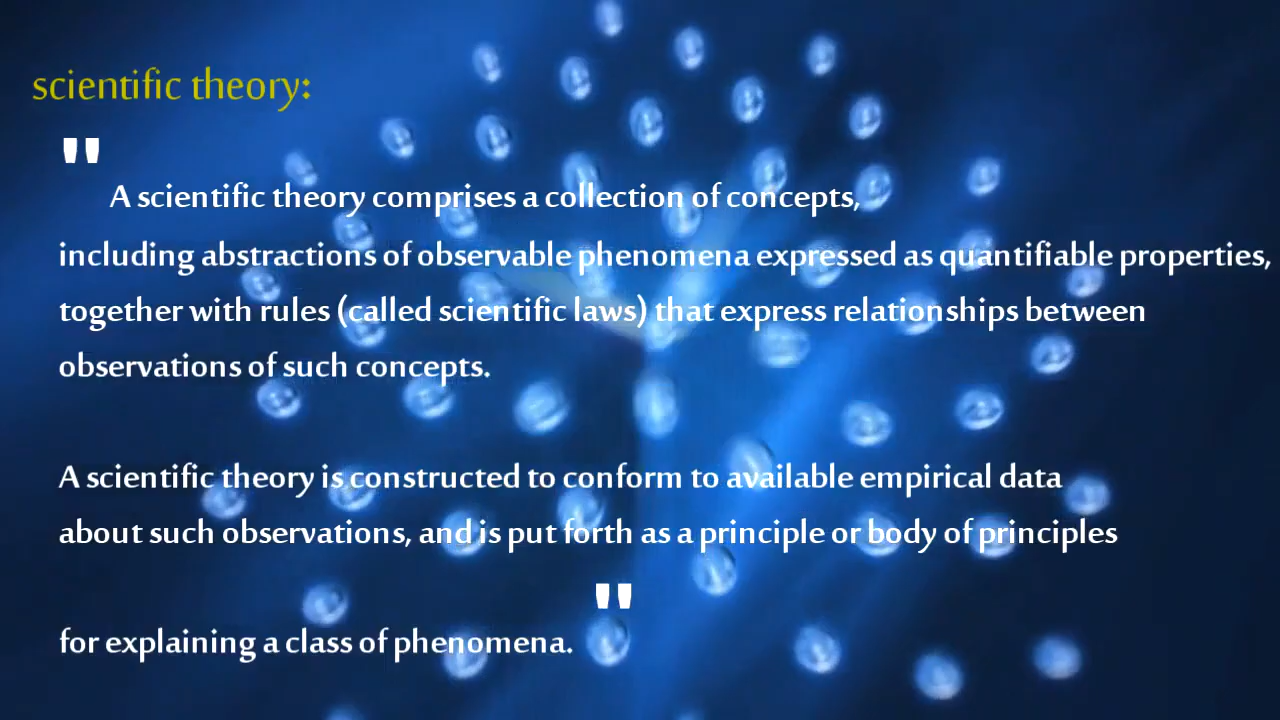 scientific theory:
"
A scientific theory comprises a collection of concepts,
including abstractions of observable phenomena expressed as quantifiable properties,
together with rules (called scientific laws) that express relationships between
observations of such concepts.
A scientific theory is constructed to conform to available empirical data
about such observations, and is put forth as a principle or body of principles
"
for explaining a class of phenomena.